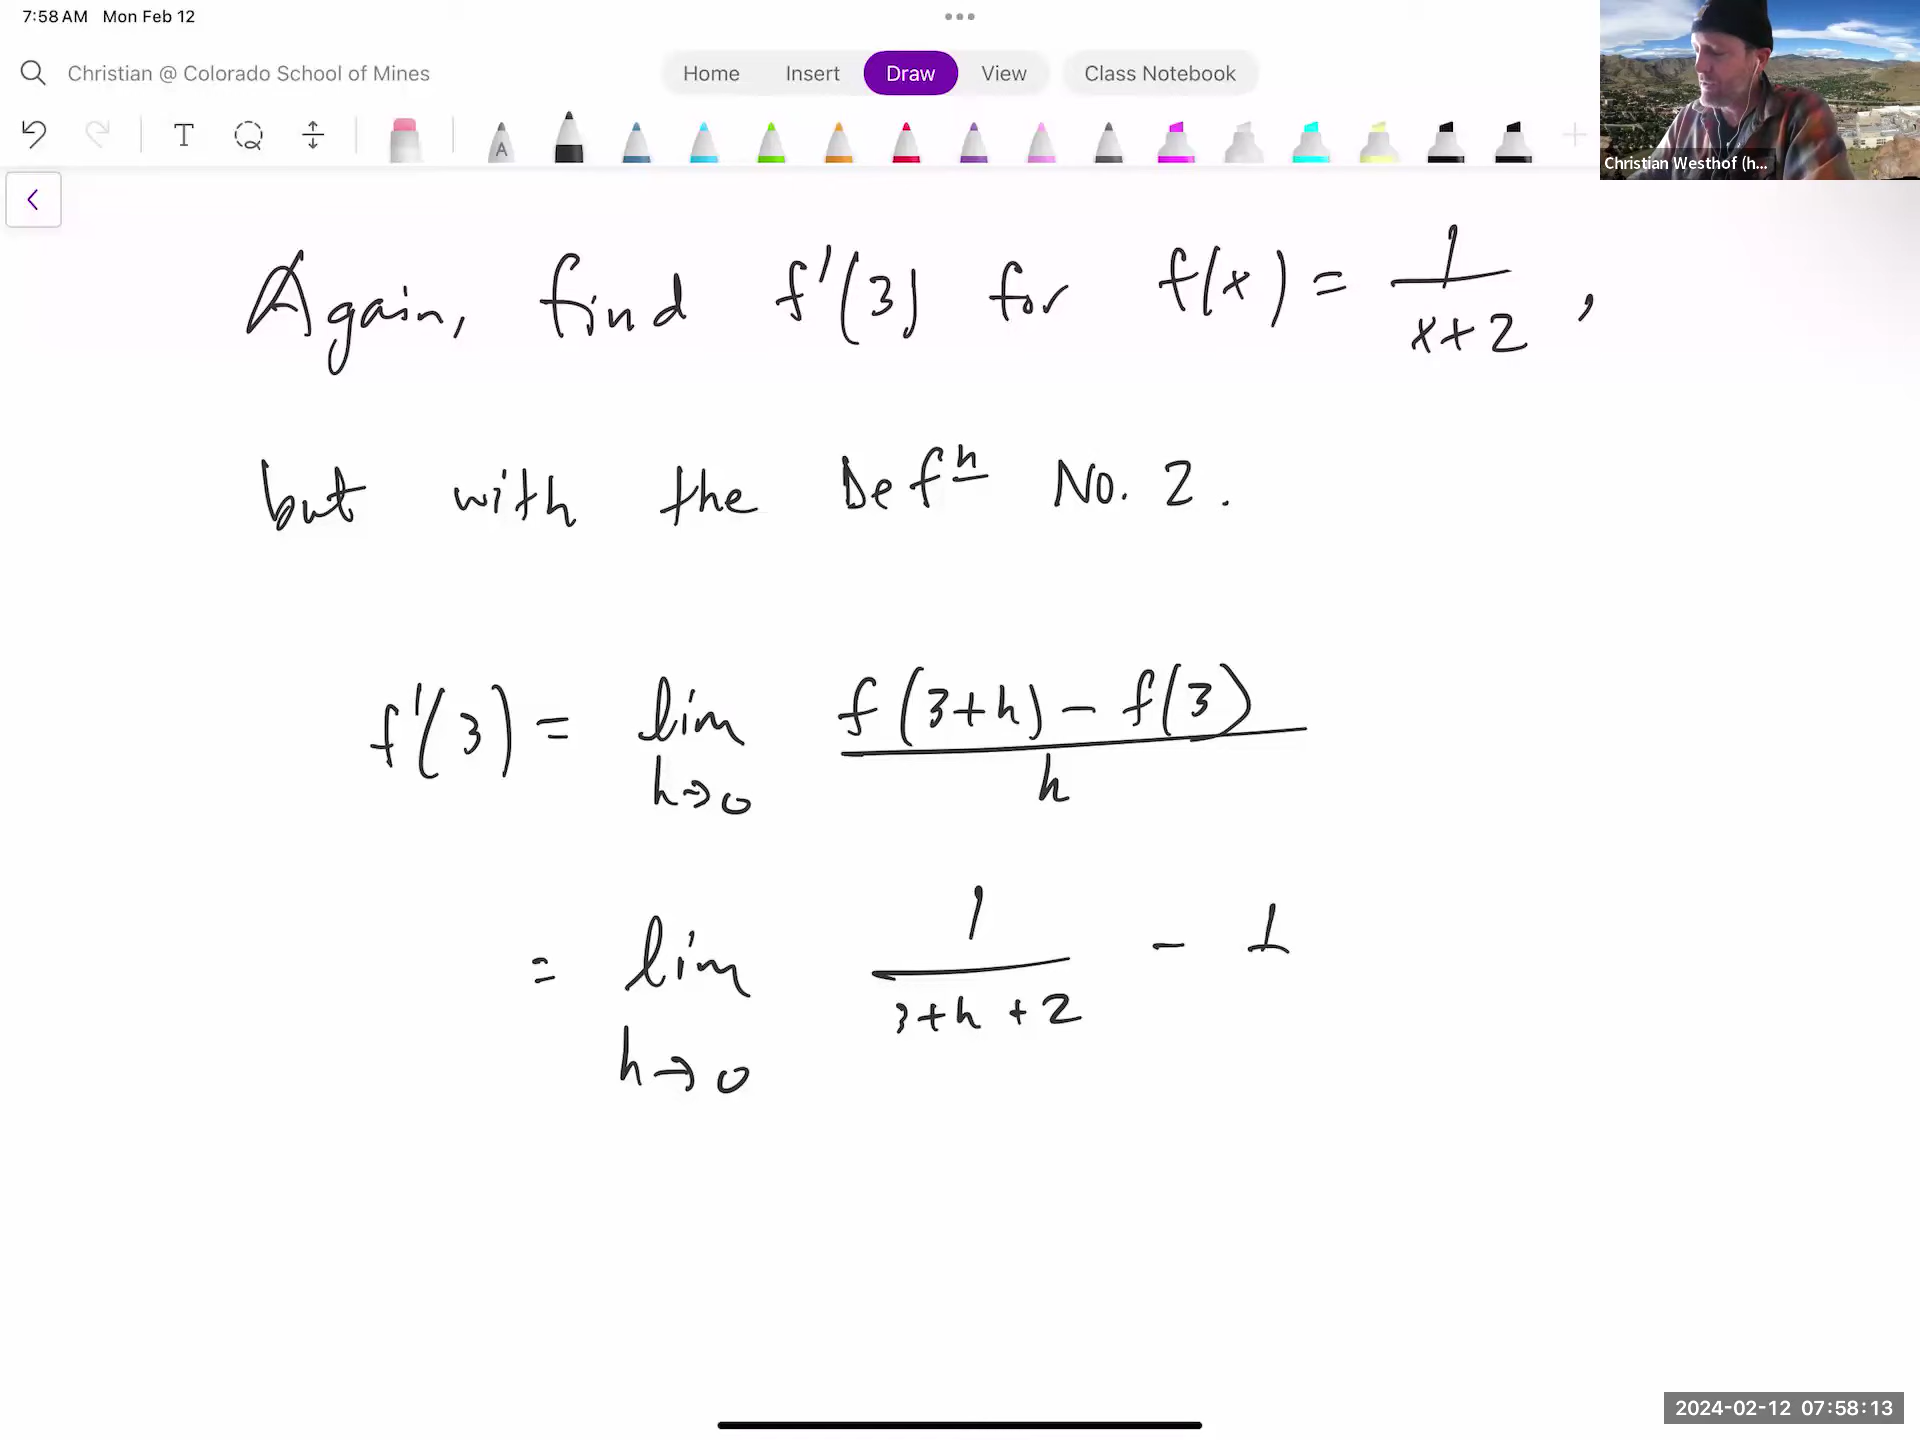 7:58 AM Mon Feb 12
Christian @ Colorado School of Mines
Home Insert Draw View Class Notebook
T A
Christian Westhof (h...
Again, find f'(3) for f(x) = 1/(x+2) ,
but with the Defn No. 2 .
f'(3) = lim h→0 (f(3+h) - f(3))/h
= lim h→0 1/(3+h+2) - 1
2024-02-12 07:58:13